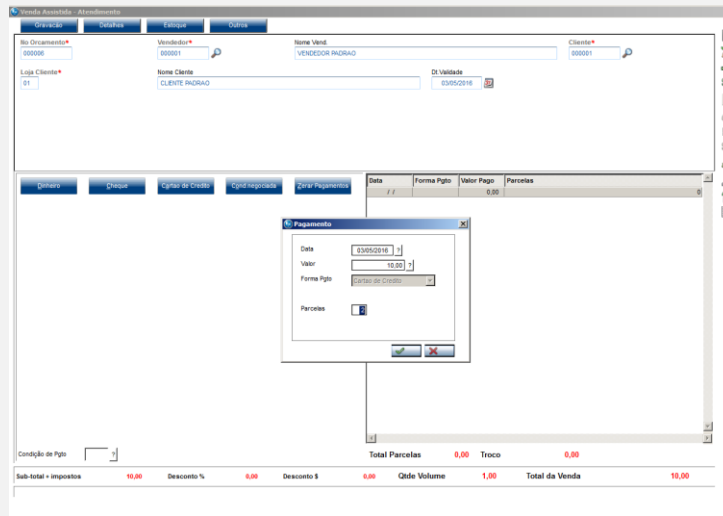 Venda Assistida - Atendimento
Gravacão Detalhes Estoque Outros
No Orcamento* Vendedor* Nome Vend. Cliente*
000006 000001 VENDEDOR PADRAO 000001
Loja Cliente* Nome Cliente Dt.Validade
01 CLIENTE PADRAO 03/05/2016
Dinheiro Cheque Cartao de Credito Cond.negociada Zerar Pagamentos
Data Forma Pgto Valor Pago Parcelas
/ / 0,00 0
Pagamento
Data 03/05/2016 ?
Valor 10,00 ?
Forma Pgto Cartao de Credito
Parcelas 2
Condição de Pgto ?
Total Parcelas 0,00 Troco 0,00
Sub-total + impostos 10,00 Desconto % 0,00 Desconto $ 0,00 Qtde Volume 1,00 Total da Venda 10,00